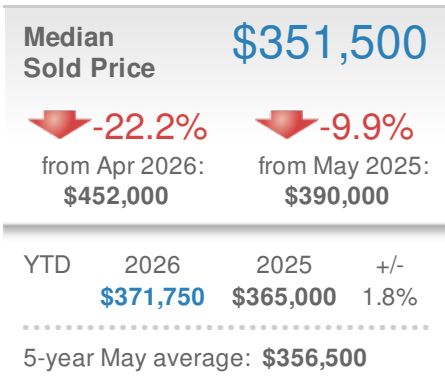 Median $351,500
Sold Price
-22.2% -9.9%
from Apr 2026: from May 2025:
$452,000 $390,000
YTD 2026 2025 +/-
$371,750 $365,000 1.8%
5-year May average: $356,500